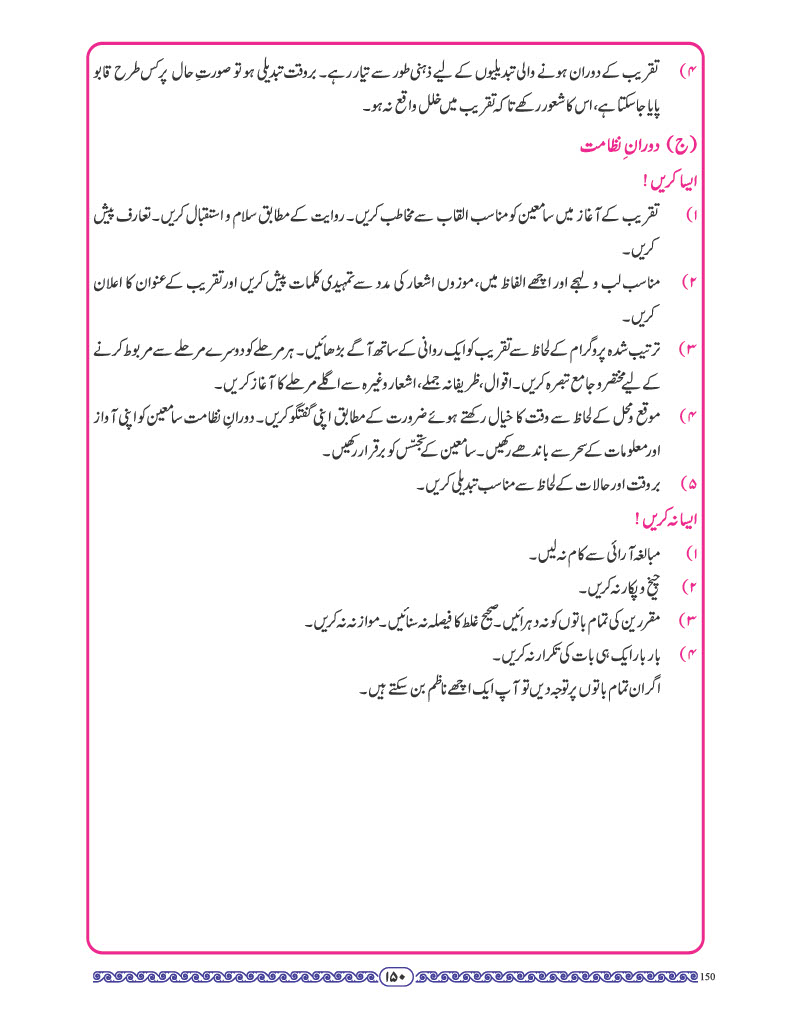 ۴) تقریب کے دوران ہونے والی تبدیلیوں کے لیے ذہنی طور سے تیار رہے۔ بروقت تبدیلی ہو تو صورتِ حال پر کس طرح قابو
پایا جاسکتا ہے، اس کا شعور رکھے تاکہ تقریب میں خلل واقع نہ ہو۔
(ج) دورانِ نظامت
ایسا کریں!
۱) تقریب کے آغاز میں سامعین کو مناسب القاب سے مخاطب کریں۔ روایت کے مطابق سلام و استقبال کریں۔ تعارف پیش
کریں۔
۲) مناسب لب و لہجے اور اچھے الفاظ میں، موزوں اشعار کی مدد سے تمہیدی کلمات پیش کریں اور تقریب کے عنوان کا اعلان
کریں۔
۳) ترتیب شدہ پروگرام کے لحاظ سے تقریب کو ایک روانی کے ساتھ آگے بڑھائیں۔ ہر مرحلے کو دوسرے مرحلے سے مربوط کرنے
کے لیے مختصر و جامع تبصرہ کریں۔ اقوال، ظریفانہ جملے، اشعار وغیرہ سے اگلے مرحلے کا آغاز کریں۔
۴) موقع و محل کے لحاظ سے وقت کا خیال رکھتے ہوئے ضرورت کے مطابق اپنی گفتگو کریں۔ دورانِ نظامت سامعین کو اپنی آواز
اور معلومات کے سحر سے باندھے رکھیں۔ سامعین کے تجسّس کو برقرار رکھیں۔
۵) بروقت اور حالات کے لحاظ سے مناسب تبدیلی کریں۔
ایسا نہ کریں!
۱) مبالغہ آرائی سے کام نہ لیں۔
۲) چیخ و پکار نہ کریں۔
۳) مقررین کی تمام باتوں کو نہ دہرائیں۔ صحیح غلط کا فیصلہ نہ سنائیں۔ موازنہ نہ کریں۔
۴) بار بار ایک ہی بات کی تکرار نہ کریں۔
اگر ان تمام باتوں پر توجہ دیں تو آپ ایک اچھے ناظم بن سکتے ہیں۔
۱۵۰
150